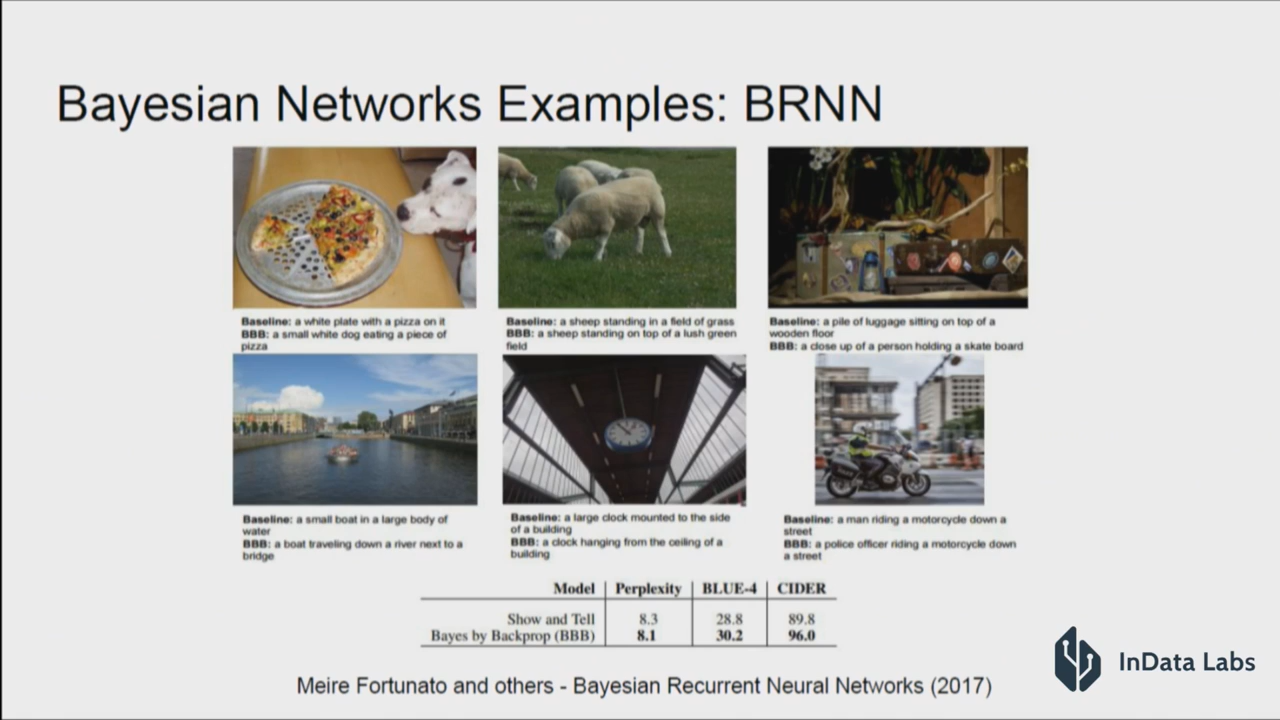 Bayesian Networks Examples: BRNN
Baseline: a white plate with a pizza on it
BBB: a small white dog eating a piece of
pizza
Baseline: a sheep standing in a field of grass
BBB: a sheep standing on top of a lush green
field
Baseline: a pile of luggage sitting on top of a
wooden floor
BBB: a close up of a person holding a skate board
Baseline: a small boat in a large body of
water
BBB: a boat traveling down a river next to a
bridge
Baseline: a large clock mounted to the side
of a building
BBB: a clock hanging from the ceiling of a
building
Baseline: a man riding a motorcycle down a
street
BBB: a police officer riding a motorcycle down
a street
Model Perplexity BLUE-4 CIDER
Show and Tell 8.3 28.8 89.8
Bayes by Backprop (BBB) 8.1 30.2 96.0
Meire Fortunato and others - Bayesian Recurrent Neural Networks (2017)
InData Labs